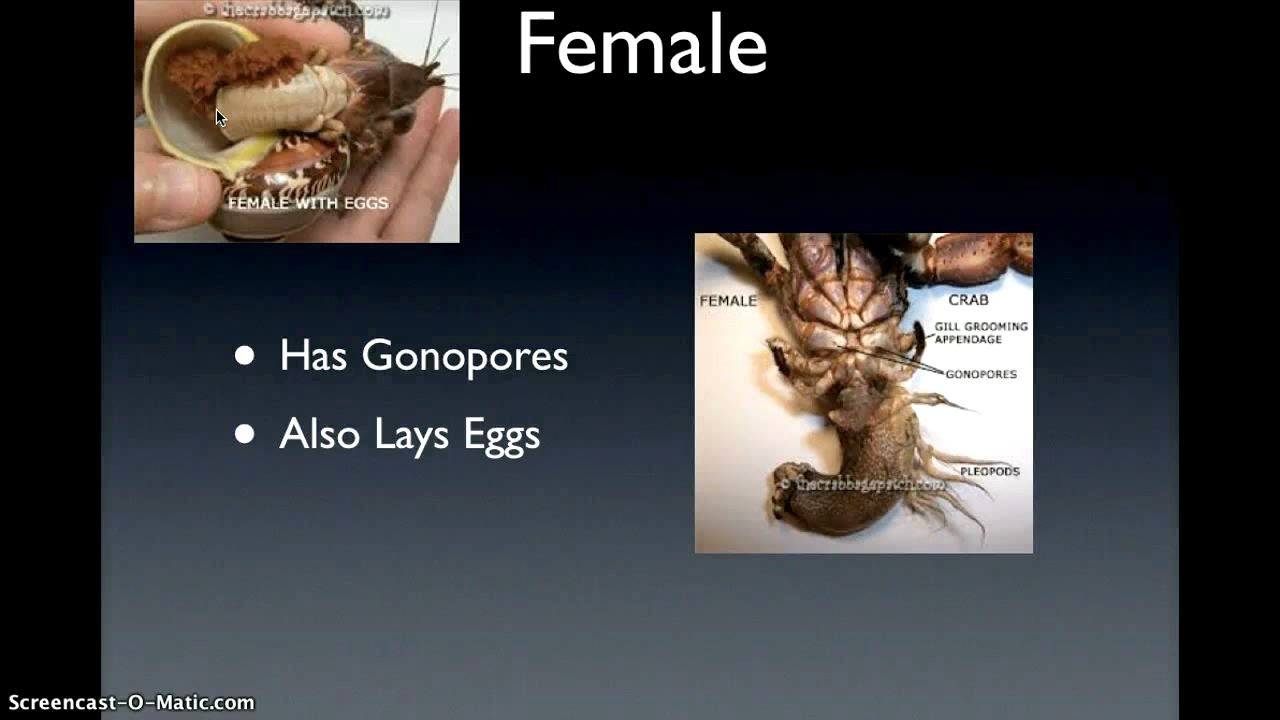 © thecrabbagepatch.com
Female
FEMALE WITH EGGS
FEMALE
CRAB
GILL GROOMING
APPENDAGE
• Has Gonopores
GONOPORES
• Also Lays Eggs
PLEOPODS
© thecrabbagepatch.com
Screencast-O-Matic.com